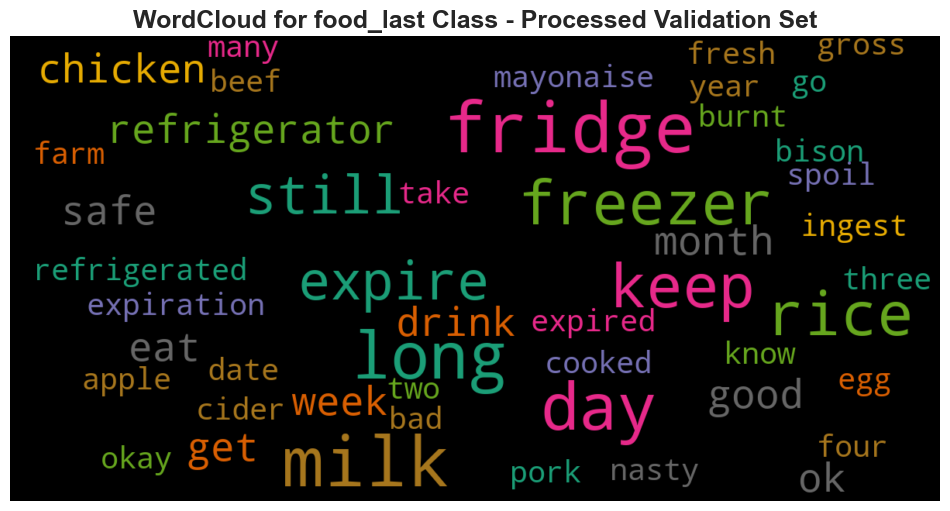 WordCloud for food_last Class - Processed Validation Set
many
fresh
gross
chicken
beef
mayonaise
year
go
refrigerator
fridge
burnt
farm
bison
still
take
spoil
safe
freezer
ingest
month
refrigerated
expire
keep
three
expiration
drink
expired
rice
eat
long
cooked
know
apple
date
two
day
good
egg
cider
week
bad
okay
get
milk
four
pork
nasty
ok